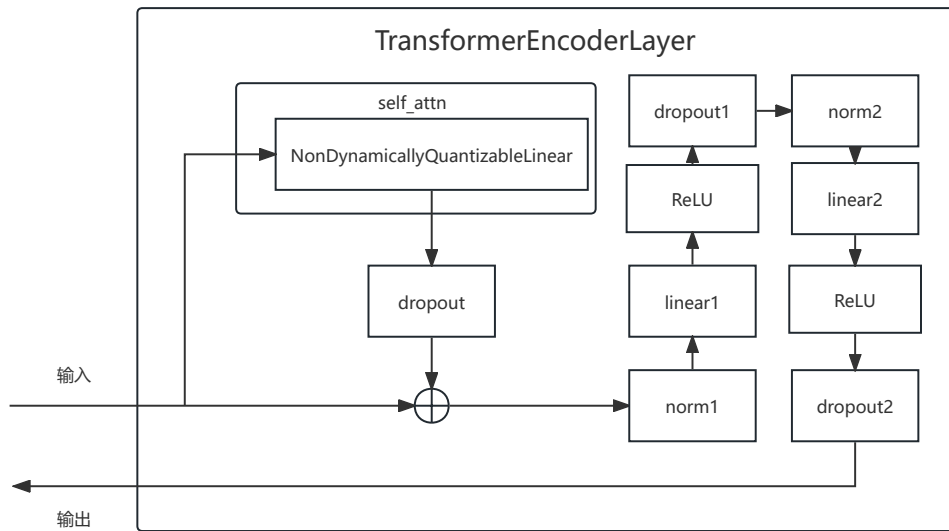 TransformerEncoderLayer
self_attn
NonDynamicallyQuantizableLinear
dropout
norm1
linear1
ReLU
dropout1
norm2
linear2
ReLU
dropout2
输入
输出